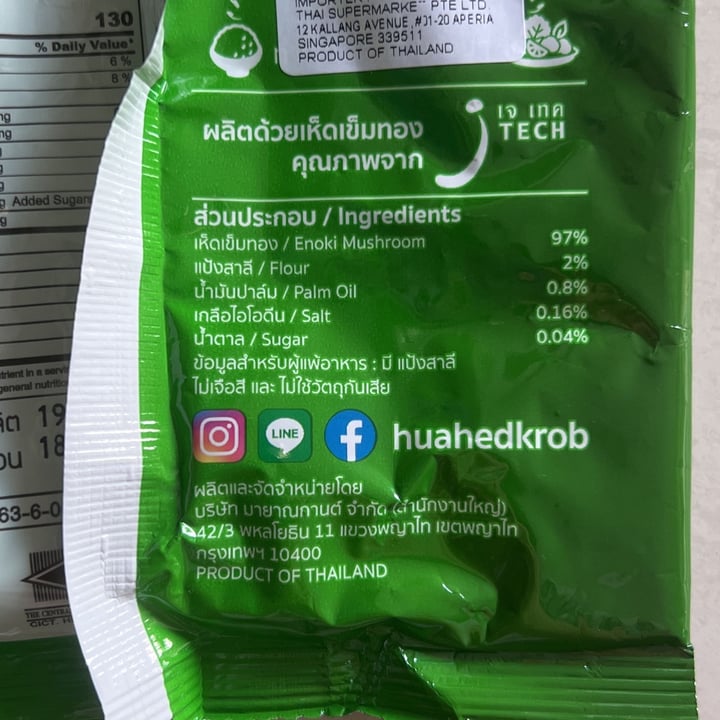 130
% Daily Value*
6 %
8 %
Added Sugars
THAI SUPERMARKET PTE LTD.
12 KALLANG AVENUE, #01-20 APERIA
SINGAPORE 339511
PRODUCT OF THAILAND
ผลิตด้วยเห็ดเข็มทอง
คุณภาพจาก
เจ เทค
TECH
ส่วนประกอบ / Ingredients
เห็ดเข็มทอง / Enoki Mushroom 97%
แป้งสาลี / Flour 2%
น้ำมันปาล์ม / Palm Oil 0.8%
เกลือไอโอดีน / Salt 0.16%
น้ำตาล / Sugar 0.04%
ข้อมูลสำหรับผู้แพ้อาหาร : มี แป้งสาลี
ไม่เจือสี และ ไม่ใช้วัตถุกันเสีย
LINE
huahedkrob
ผลิตและจัดจำหน่ายโดย
บริษัท มายาณกานต์ จำกัด (สำนักงานใหญ่)
42/3 พหลโยธิน 11 แขวงพญาไท เขตพญาไท
กรุงเทพฯ 10400
PRODUCT OF THAILAND